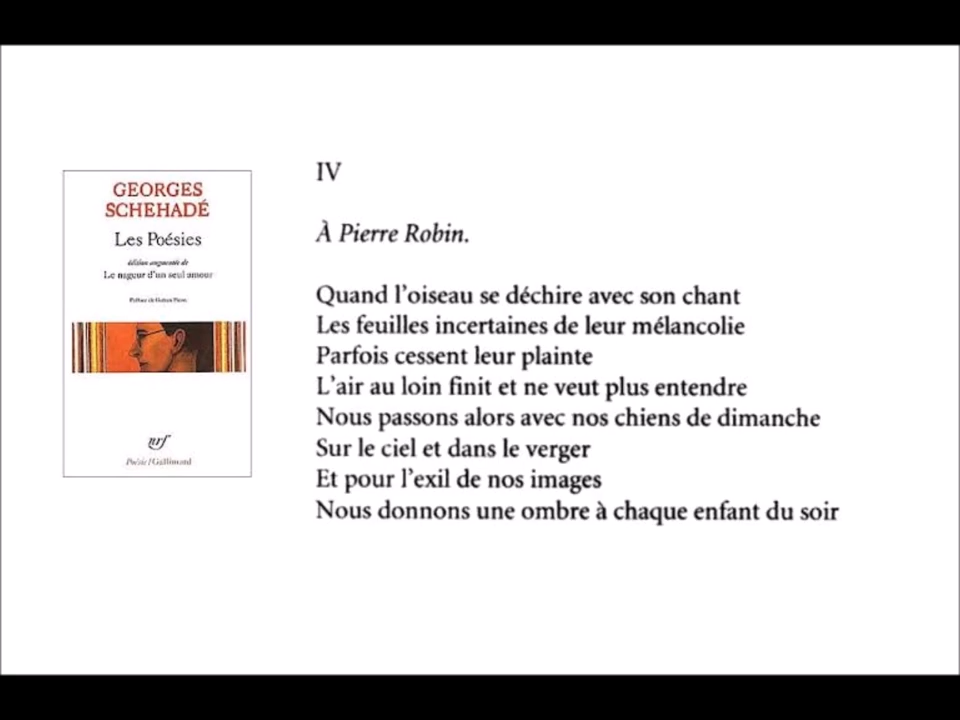 GEORGES
SCHEHADÉ
Les Poésies
édition augmentée de
Le nageur d'un seul amour
nrf
Poésie / Gallimard
IV
À Pierre Robin.
Quand l'oiseau se déchire avec son chant
Les feuilles incertaines de leur mélancolie
Parfois cessent leur plainte
L'air au loin finit et ne veut plus entendre
Nous passons alors avec nos chiens de dimanche
Sur le ciel et dans le verger
Et pour l'exil de nos images
Nous donnons une ombre à chaque enfant du soir